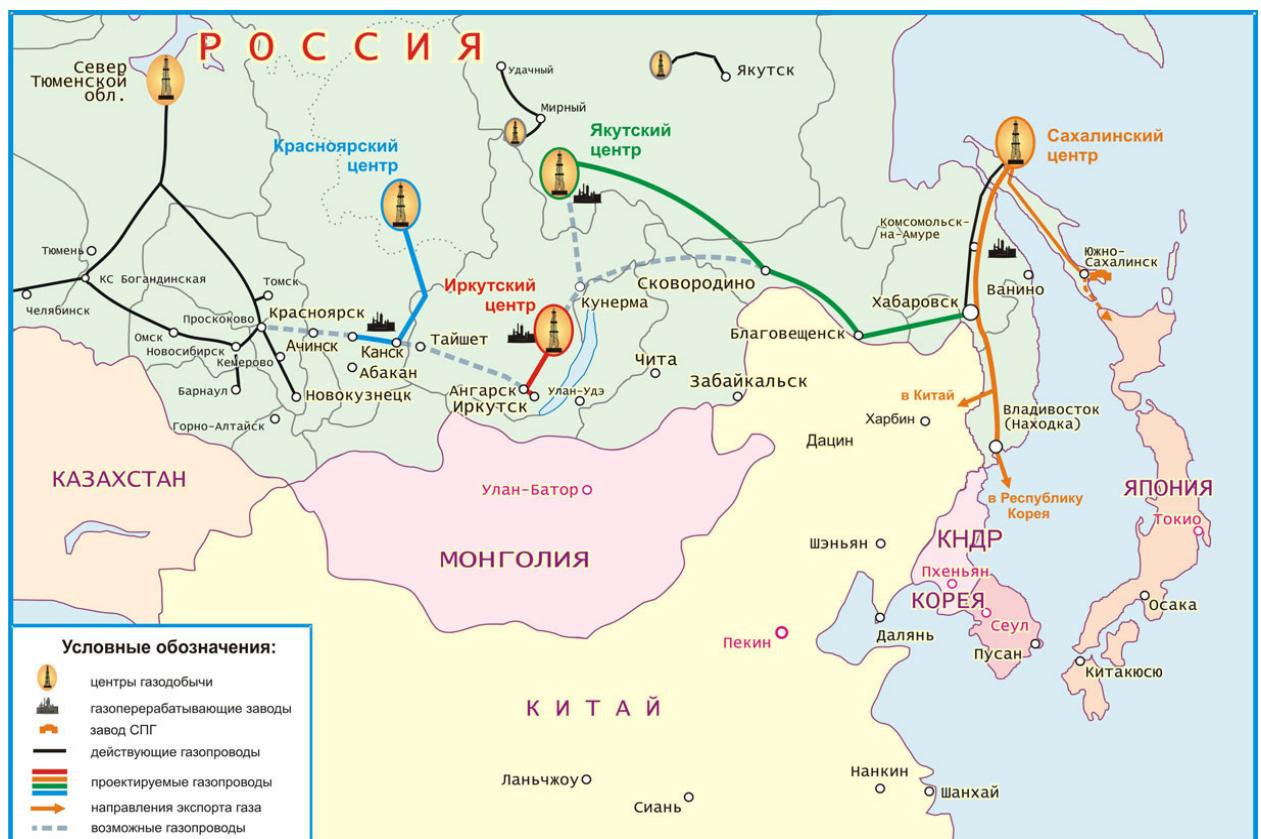 РОССИЯ
Север
Тюменской
обл.
Удачный
Якутск
Мирный
Якутский
центр
Красноярский
центр
Сахалинский
центр
Комсомольск-
на-Амуре
Тюмень
КС Богандинская
Томск
Иркутский
центр
Кунерма
Сковородино
Хабаровск
Ванино
Южно-
Сахалинск
Челябинск
Проскоково
Красноярск
Омск
Новосибирск
Кемерово
Ачинск
Канск
Абакан
Тайшет
Благовещенск
Чита
Забайкальск
Барнаул
Новокузнецк
Ангарск
Иркутск
Улан-Удэ
Горно-Алтайск
в Китай
Харбин
Дацин
Владивосток
(Находка)
КАЗАХСТАН
Улан-Батор
в Республику
Корея
ЯПОНИЯ
Токио
МОНГОЛИЯ
Шэньян
КНДР
Пхеньян
КОРЕЯ
Сеул
Осака
Пекин
Далянь
Пусан
Китакюсю
КИТАЙ
Ланьчжоу
Сиань
Нанкин
Шанхай
Условные обозначения:
центры газодобычи
газоперерабатывающие заводы
завод СПГ
действующие газопроводы
проектируемые газопроводы
направления экспорта газа
возможные газопроводы